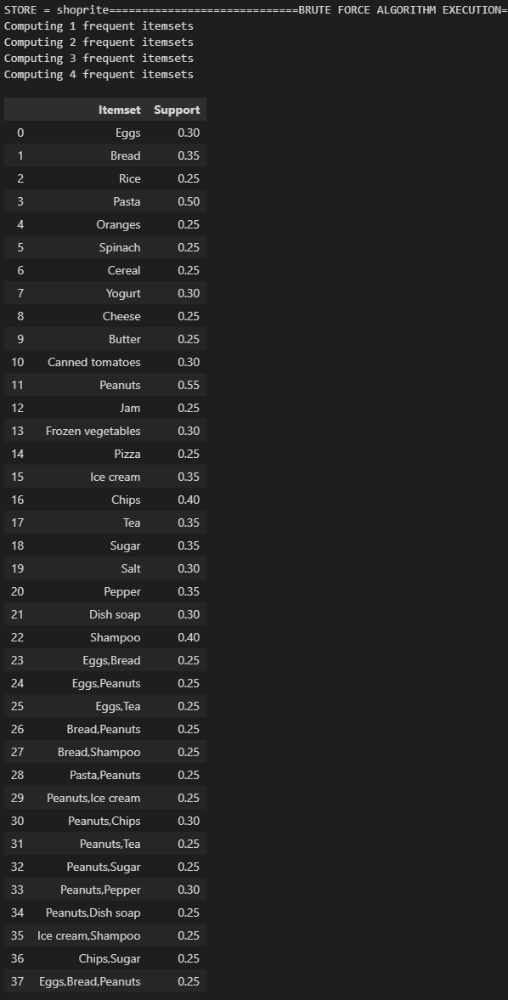 STORE = shoprite=============================BRUTE FORCE ALGORITHM EXECUTION=
Computing 1 frequent itemsets
Computing 2 frequent itemsets
Computing 3 frequent itemsets
Computing 4 frequent itemsets
Itemset Support
0 Eggs 0.30
1 Bread 0.35
2 Rice 0.25
3 Pasta 0.50
4 Oranges 0.25
5 Spinach 0.25
6 Cereal 0.25
7 Yogurt 0.30
8 Cheese 0.25
9 Butter 0.25
10 Canned tomatoes 0.30
11 Peanuts 0.55
12 Jam 0.25
13 Frozen vegetables 0.30
14 Pizza 0.25
15 Ice cream 0.35
16 Chips 0.40
17 Tea 0.35
18 Sugar 0.35
19 Salt 0.30
20 Pepper 0.35
21 Dish soap 0.30
22 Shampoo 0.40
23 Eggs,Bread 0.25
24 Eggs,Peanuts 0.25
25 Eggs,Tea 0.25
26 Bread,Peanuts 0.25
27 Bread,Shampoo 0.25
28 Pasta,Peanuts 0.25
29 Peanuts,Ice cream 0.25
30 Peanuts,Chips 0.30
31 Peanuts,Tea 0.25
32 Peanuts,Sugar 0.25
33 Peanuts,Pepper 0.30
34 Peanuts,Dish soap 0.25
35 Ice cream,Shampoo 0.25
36 Chips,Sugar 0.25
37 Eggs,Bread,Peanuts 0.25